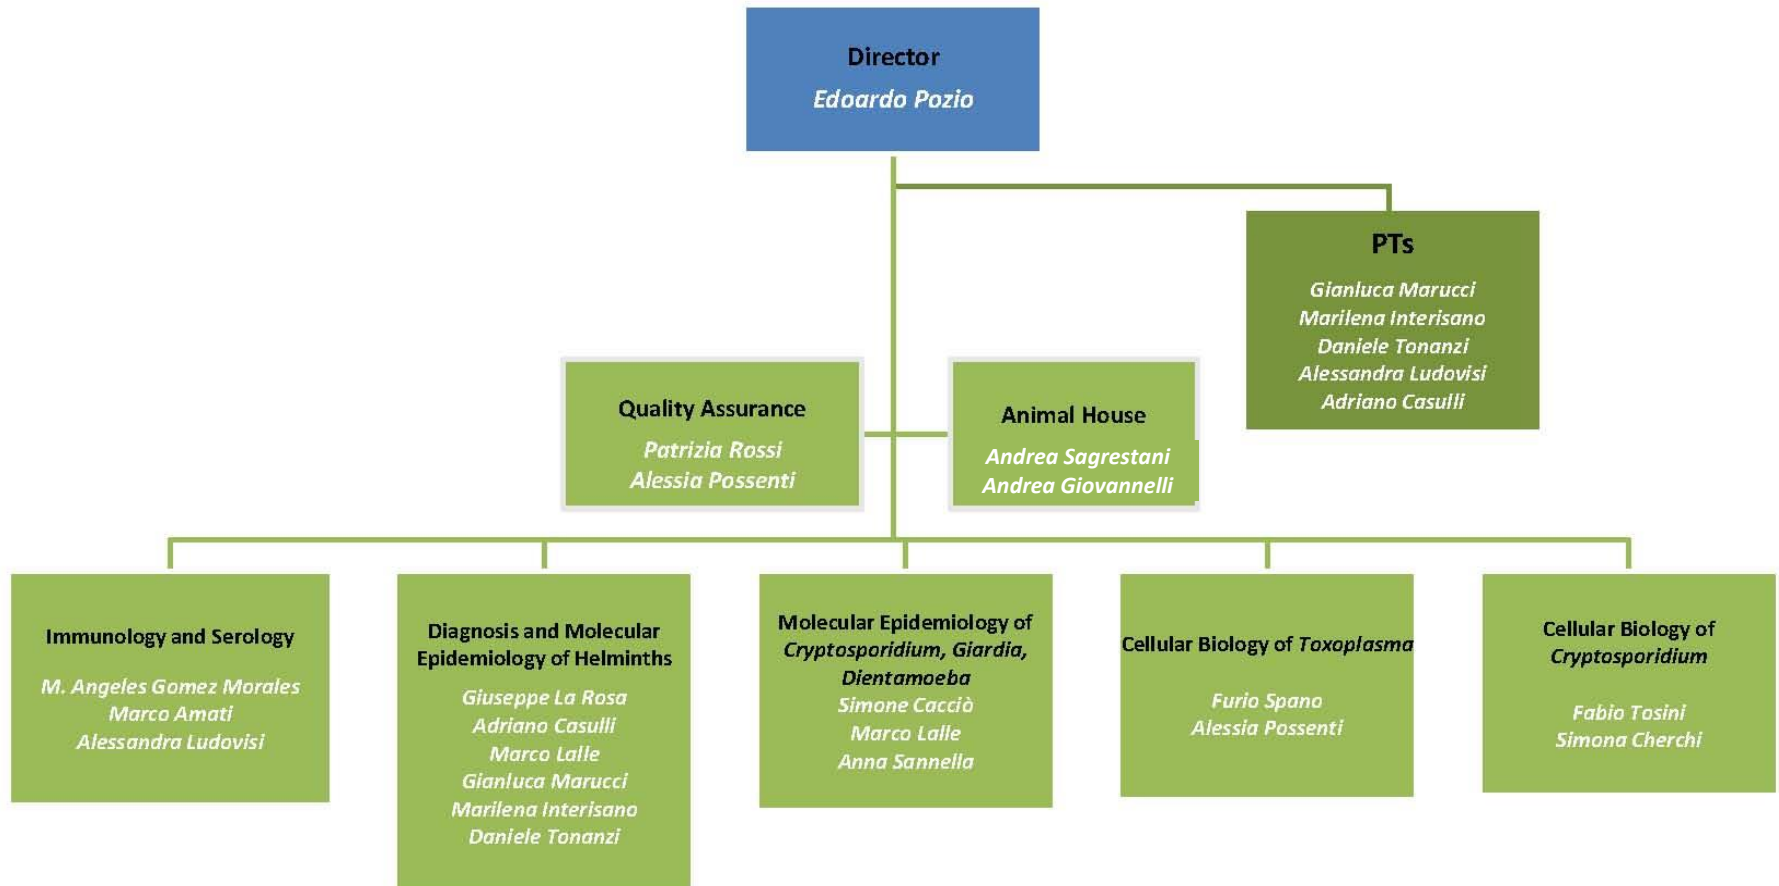 Director
Edoardo Pozio
PTs
Gianluca Marucci
Marilena Interisano
Daniele Tonanzi
Alessandra Ludovisi
Adriano Casulli
Quality Assurance
Patrizia Rossi
Alessia Possenti
Animal House
Andrea Sagrestani
Andrea Giovannelli
Immunology and Serology
M. Angeles Gomez Morales
Marco Amati
Alessandra Ludovisi
Diagnosis and Molecular
Epidemiology of Helminths
Giuseppe La Rosa
Adriano Casulli
Marco Lalle
Gianluca Marucci
Marilena Interisano
Daniele Tonanzi
Molecular Epidemiology of
Cryptosporidium, Giardia,
Dientamoeba
Simone Cacciò
Marco Lalle
Anna Sannella
Cellular Biology of Toxoplasma
Furio Spano
Alessia Possenti
Cellular Biology of
Cryptosporidium
Fabio Tosini
Simona Cherchi